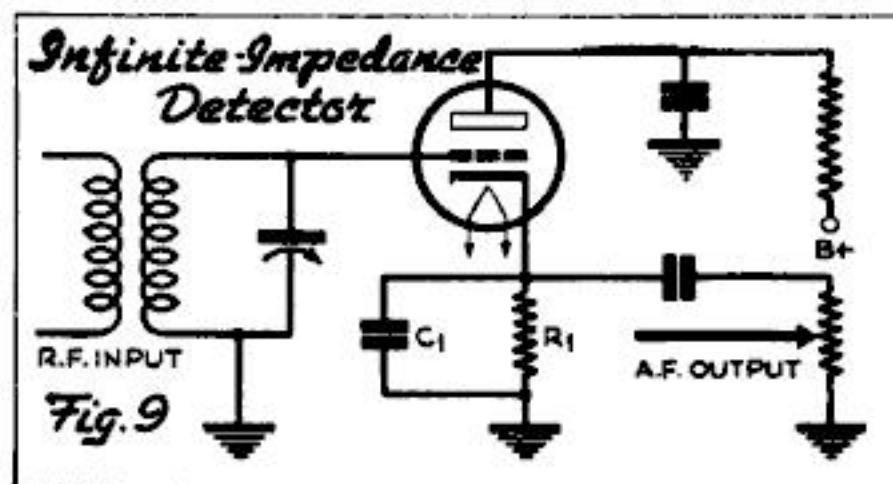 Infinite-Impedance
Detector
B+
C1
R1
R.F. INPUT
A.F. OUTPUT
Fig. 9